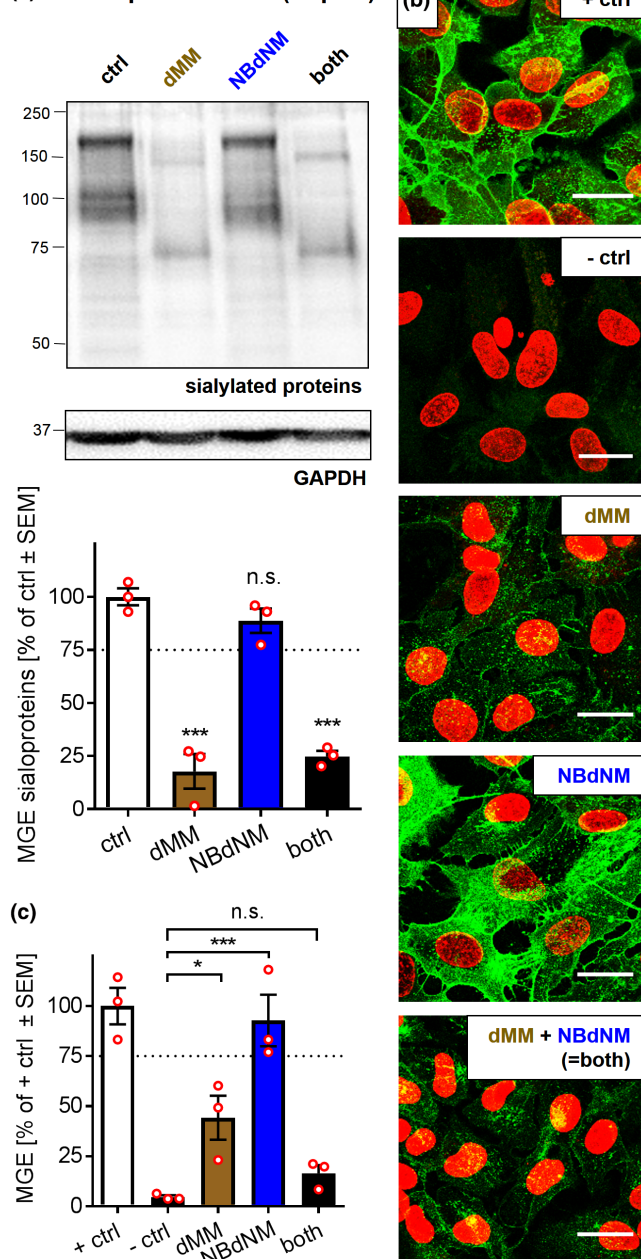 (b)
+ ctrl
ctrl
dMM
NBdNM
both
250
150
100
75
50
sialylated proteins
37
GAPDH
MGE sialoproteins [% of ctrl ± SEM]
100
75
50
25
0
n.s.
***
***
ctrl
dMM
NBdNM
both
- ctrl
dMM
NBdNM
dMM + NBdNM
(=both)
(c)
n.s.
***
*
MGE [% of + ctrl ± SEM]
100
75
50
25
0
+ ctrl
- ctrl
dMM
NBdNM
both